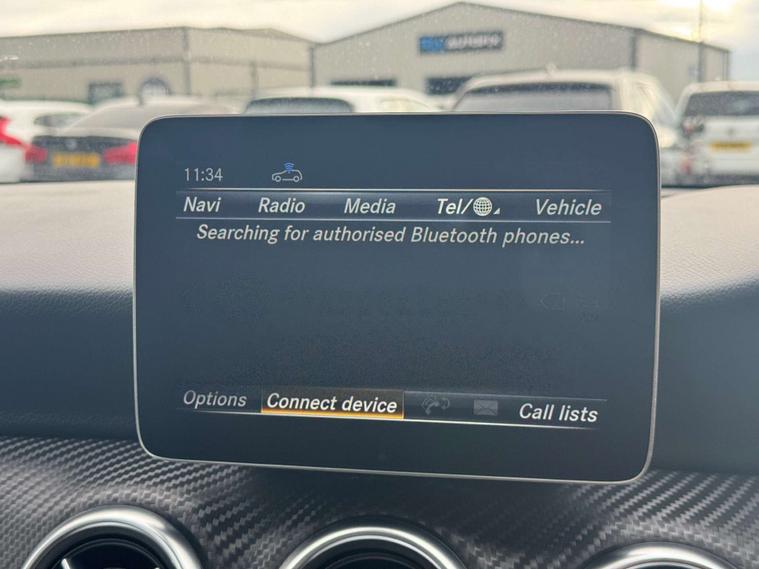 11:34
Navi Radio Media Tel/ Vehicle
Searching for authorised Bluetooth phones...
Options Connect device Call lists